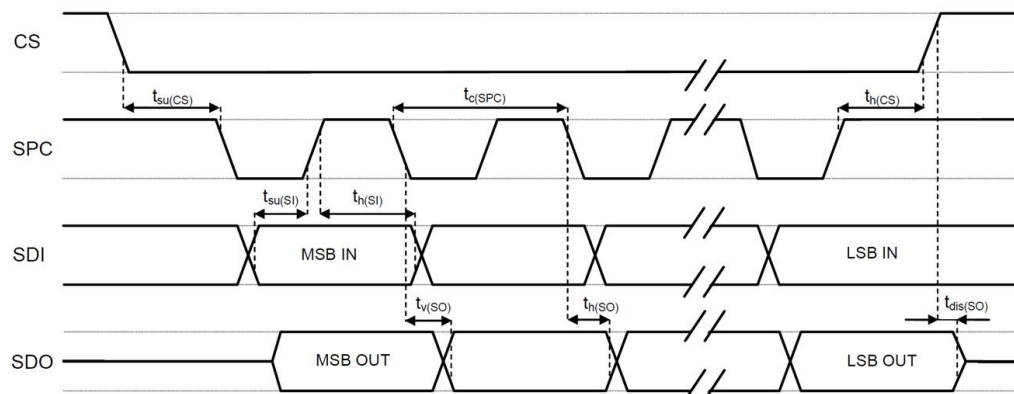 CS
t_su(CS) t_c(SPC) t_h(CS)
SPC
t_su(SI) t_h(SI)
SDI MSB IN LSB IN
t_v(SO) t_h(SO) t_dis(SO)
SDO MSB OUT LSB OUT